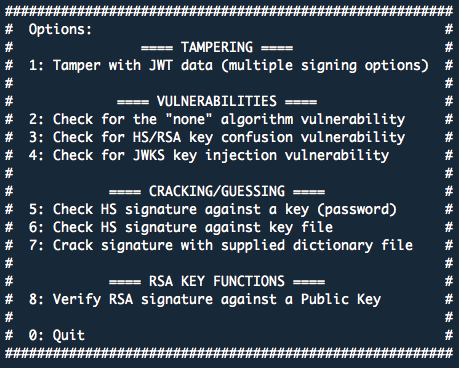 ########################################################
#  Options:                                            #
#                ==== TAMPERING ====                   #
#  1: Tamper with JWT data (multiple signing options)  #
#                                                      #
#             ==== VULNERABILITIES ====                #
#  2: Check for the "none" algorithm vulnerability     #
#  3: Check for HS/RSA key confusion vulnerability     #
#  4: Check for JWKS key injection vulnerability       #
#                                                      #
#            ==== CRACKING/GUESSING ====               #
#  5: Check HS signature against a key (password)      #
#  6: Check HS signature against key file              #
#  7: Crack signature with supplied dictionary file    #
#                                                      #
#            ==== RSA KEY FUNCTIONS ====               #
#  8: Verify RSA signature against a Public Key        #
#                                                      #
#  0: Quit                                             #
########################################################